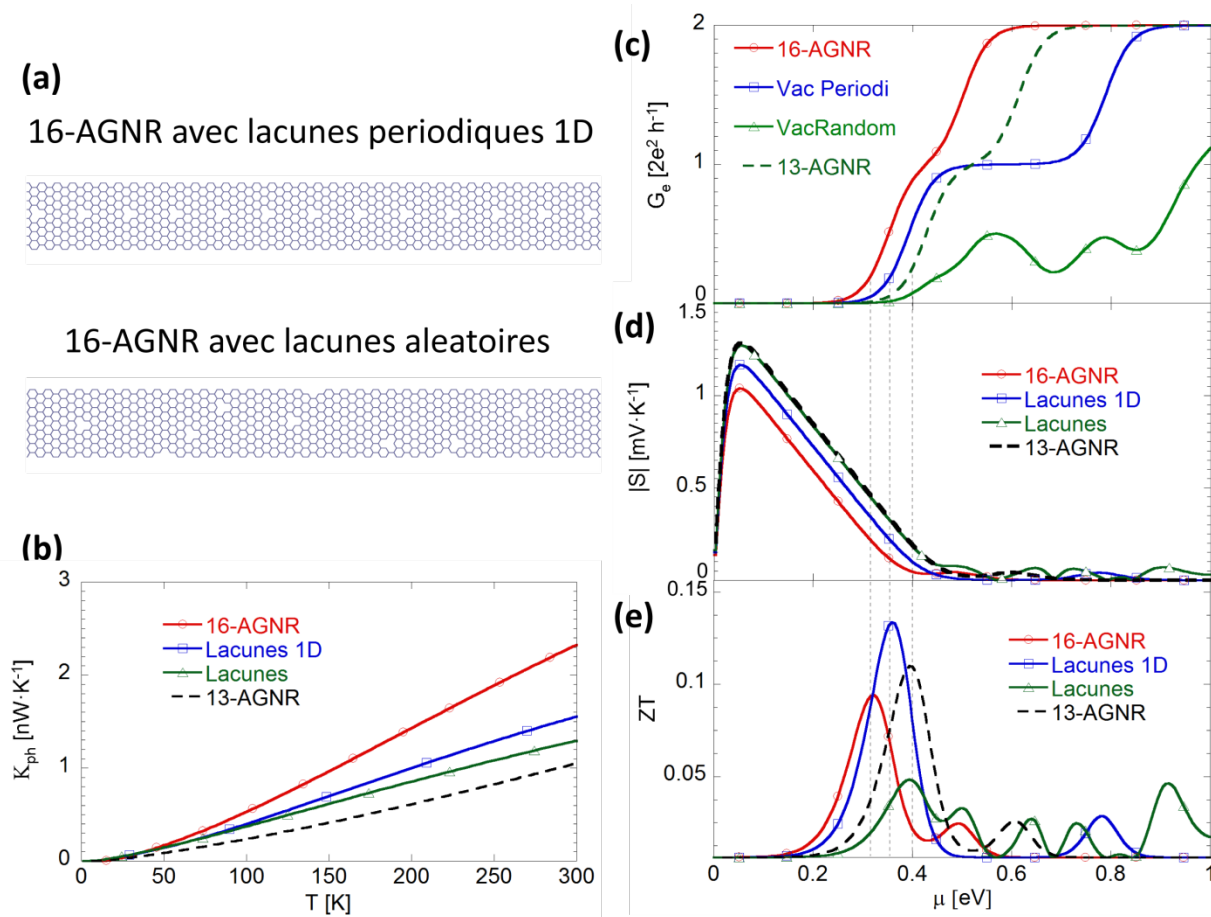 (a)
16-AGNR avec lacunes periodiques 1D
16-AGNR avec lacunes aleatoires
(b)
3
2
1
0
K_ph [nW·K⁻¹]
16-AGNR
Lacunes 1D
Lacunes
13-AGNR
0 50 100 150 200 250 300
T [K]
(c)
2
1
0
G_e [2e² h⁻¹]
16-AGNR
Vac Periodi
VacRandom
13-AGNR
(d)
1.5
1
0.5
0
|S| [mV·K⁻¹]
16-AGNR
Lacunes 1D
Lacunes
13-AGNR
(e)
0.15
0.1
0.05
ZT
16-AGNR
Lacunes 1D
Lacunes
13-AGNR
0 0.2 0.4 0.6 0.8 1
μ [eV]